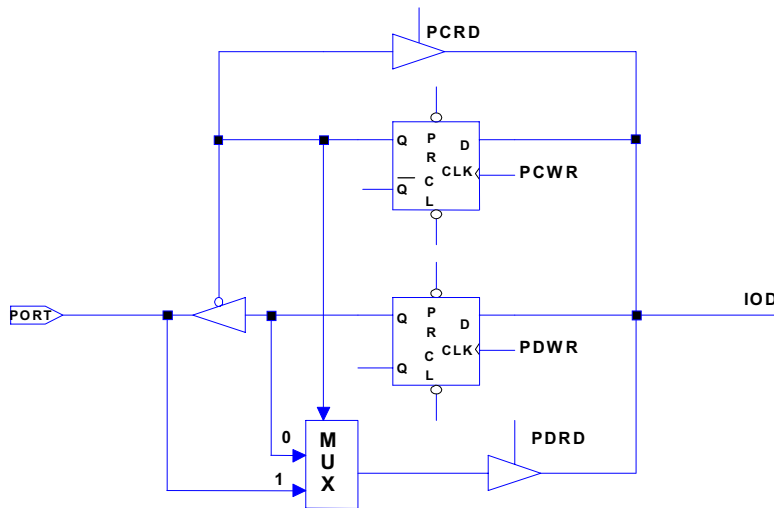 PCRD
Q P R C L D CLK
Q
PCWR
PORT
IOD
Q P R C L D CLK
Q
PDWR
0
1
M U X
PDRD